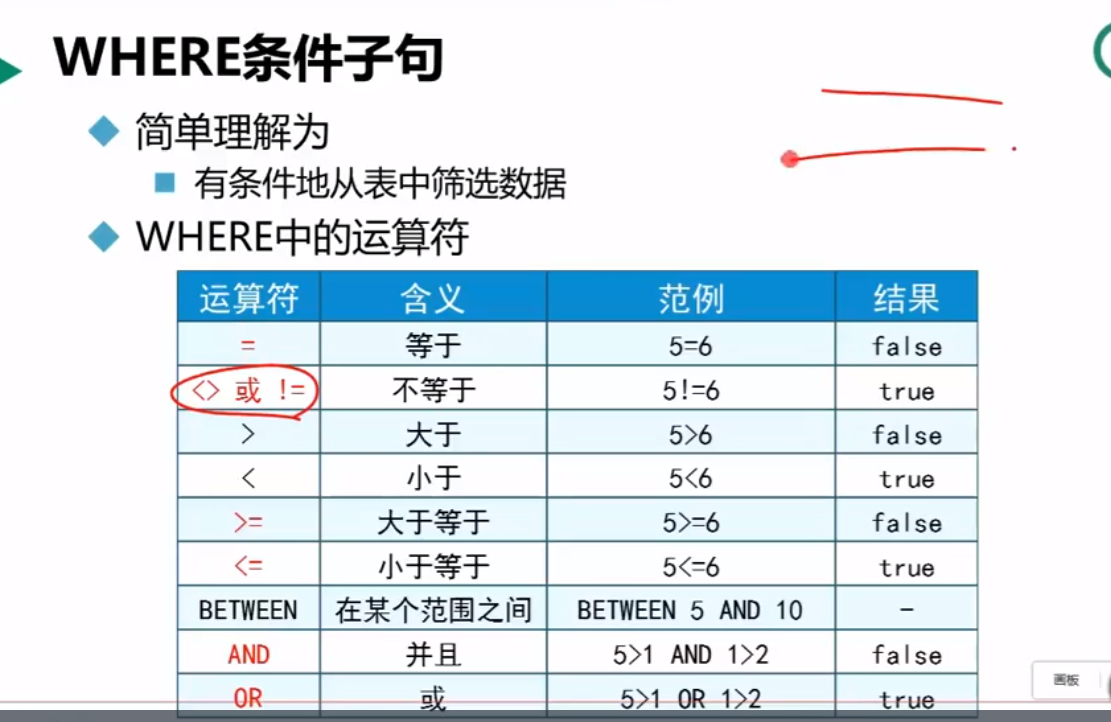 WHERE条件子句
简单理解为
有条件地从表中筛选数据
WHERE中的运算符
运算符 含义 范例 结果
= 等于 5=6 false
<> 或 != 不等于 5!=6 true
> 大于 5>6 false
< 小于 5<6 true
>= 大于等于 5>=6 false
<= 小于等于 5<=6 true
BETWEEN 在某个范围之间 BETWEEN 5 AND 10 -
AND 并且 5>1 AND 1>2 false
OR 或 5>1 OR 1>2 true
画板